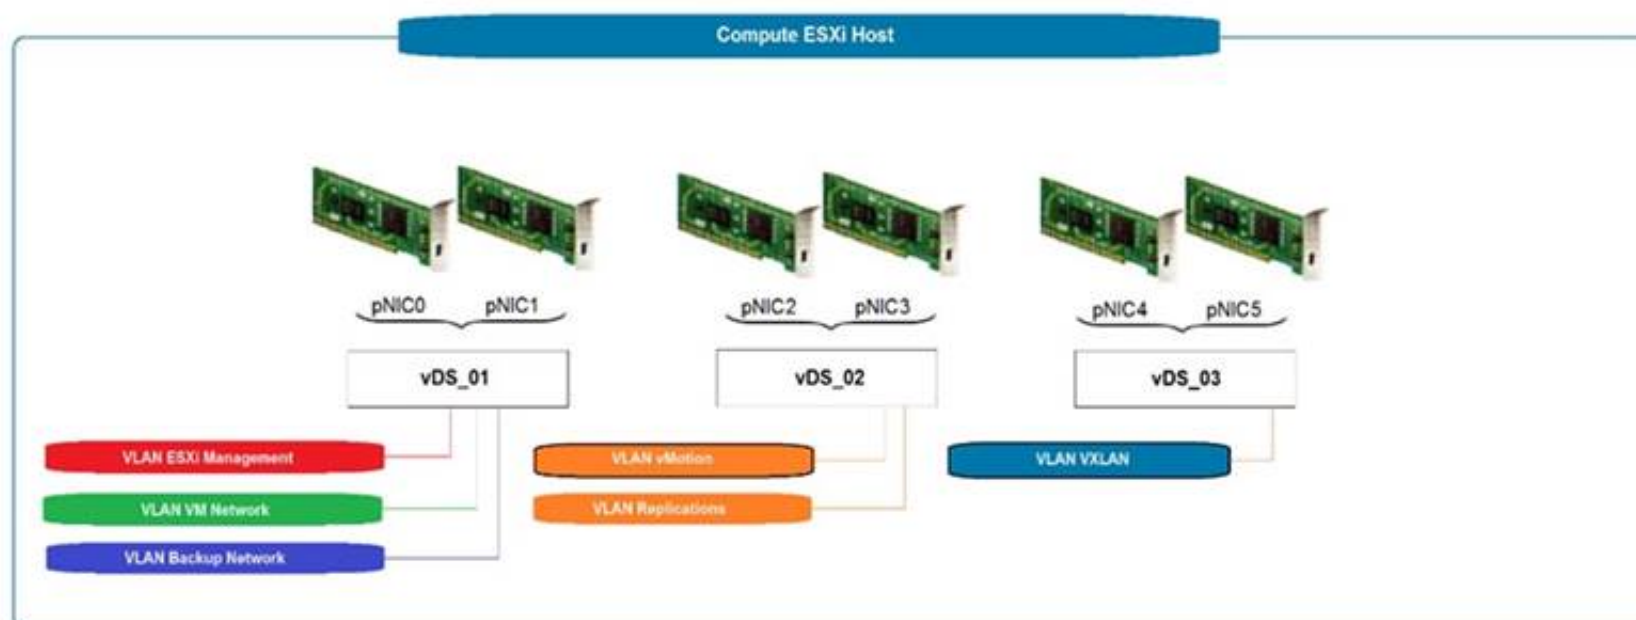 Compute ESXi Host
pNIC0 pNIC1 pNIC2 pNIC3 pNIC4 pNIC5
vDS_01 vDS_02 vDS_03
VLAN ESXi Management VLAN vMotion VLAN VXLAN
VLAN VM Network VLAN Replications
VLAN Backup Network